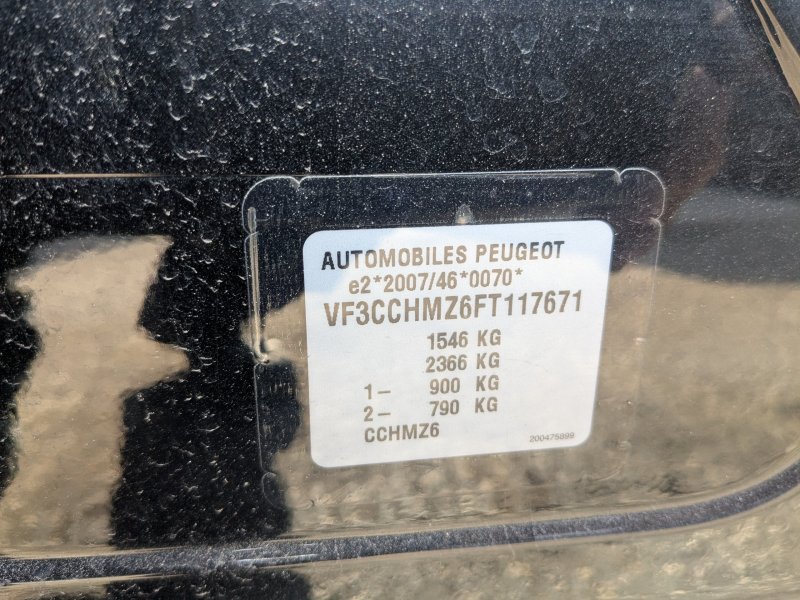 AUTOMOBILES PEUGEOT
e2*2007/46*0070*
VF3CCHMZ6FT117671
1546 KG
2366 KG
1– 900 KG
2– 790 KG
CCHMZ6
200475899